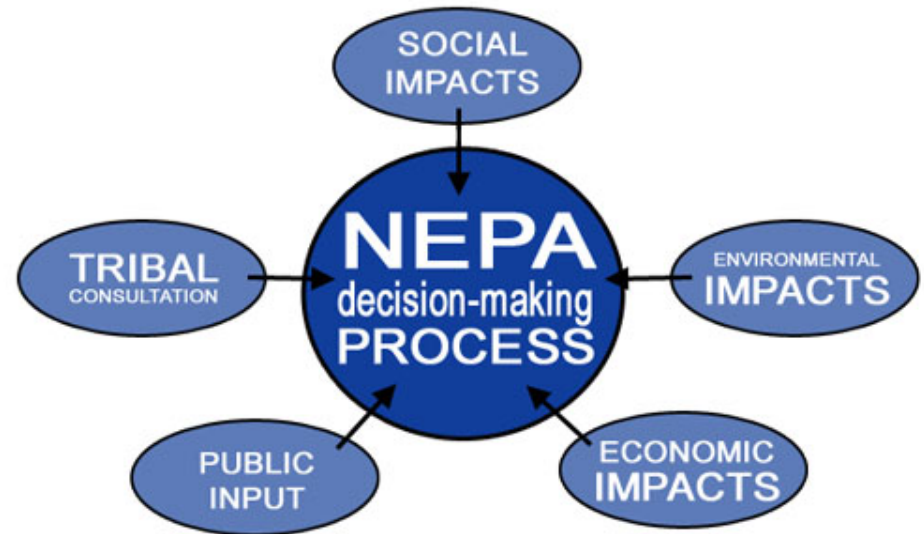 SOCIAL
IMPACTS
NEPA
decision-making
PROCESS
TRIBAL
CONSULTATION
ENVIRONMENTAL
IMPACTS
PUBLIC
INPUT
ECONOMIC
IMPACTS